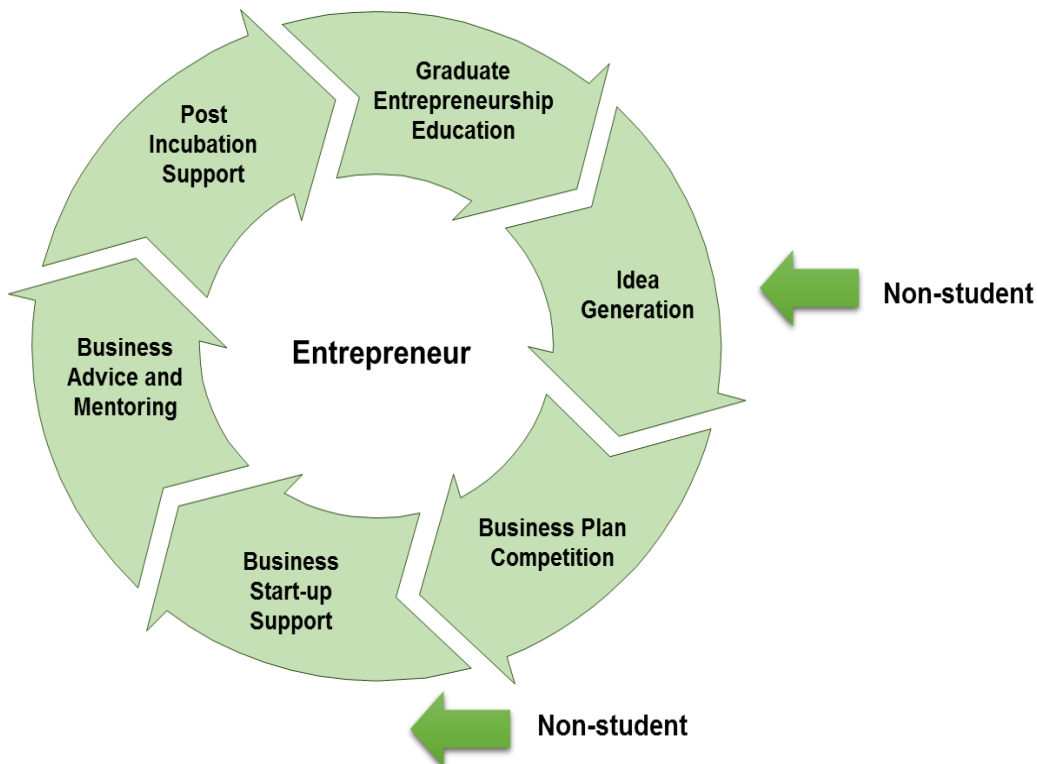 Graduate
Entrepreneurship
Education
Idea
Generation
Non-student
Business Plan
Competition
Business
Start-up
Support
Non-student
Business
Advice and
Mentoring
Post
Incubation
Support
Entrepreneur